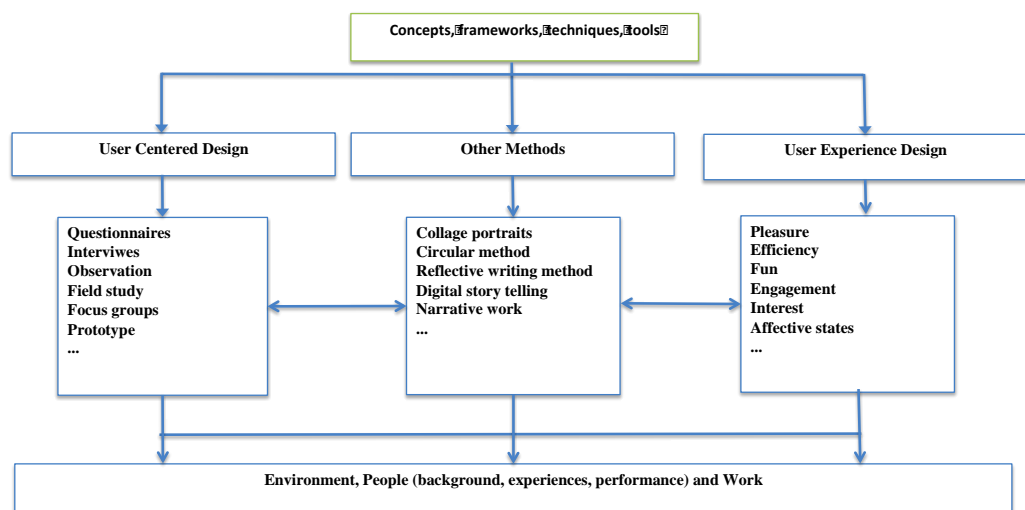 Concepts, frameworks, techniques, tools
User Centered Design
Other Methods
User Experience Design
Questionnaires
Interviwes
Observation
Field study
Focus groups
Prototype
...
Collage portraits
Circular method
Reflective writing method
Digital story telling
Narrative work
...
Pleasure
Efficiency
Fun
Engagement
Interest
Affective states
...
Environment, People (background, experiences, performance) and Work